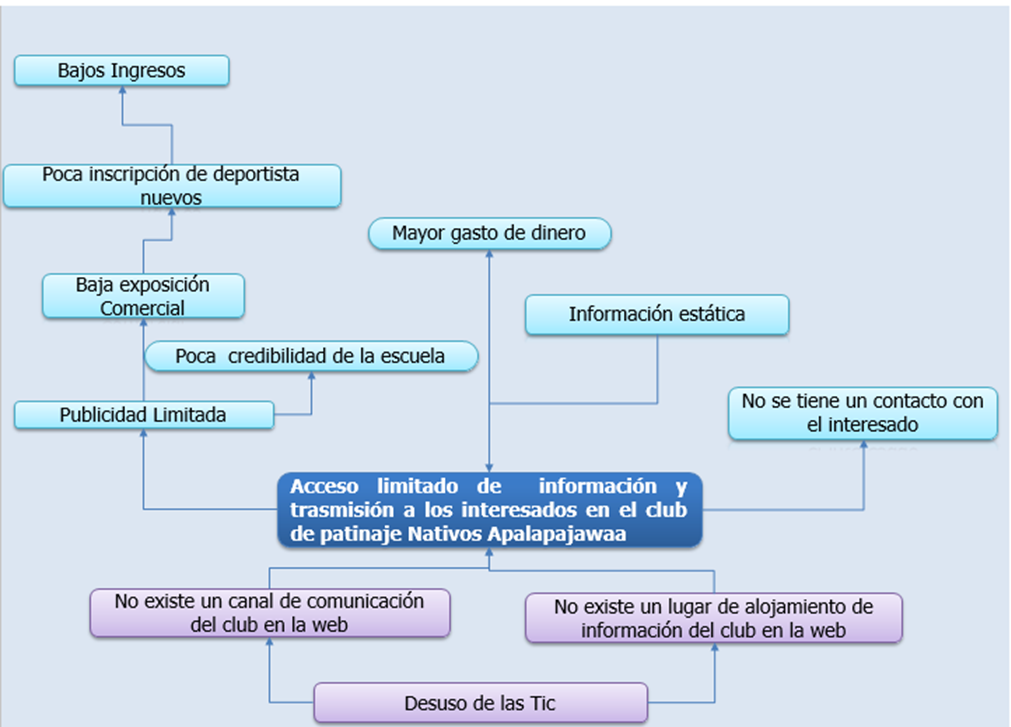 Bajos Ingresos
Poca inscripción de deportista
nuevos
Mayor gasto de dinero
Baja exposición
Comercial
Información estática
Poca credibilidad de la escuela
Publicidad Limitada
No se tiene un contacto con
el interesado
Acceso limitado de información y
trasmisión a los interesados en el club
de patinaje Nativos Apalapajawaa
No existe un canal de comunicación
del club en la web
No existe un lugar de alojamiento de
información del club en la web
Desuso de las Tic